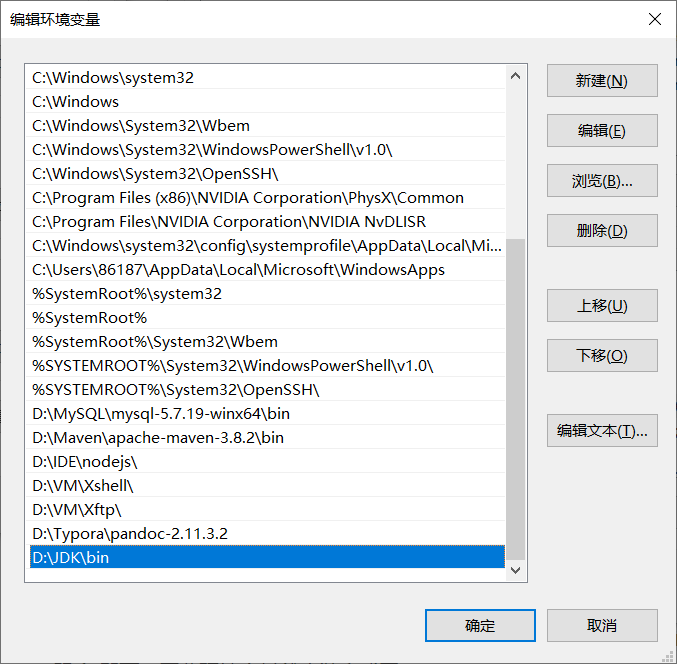 编辑环境变量
C:\Windows\system32
C:\Windows
C:\Windows\System32\Wbem
C:\Windows\System32\WindowsPowerShell\v1.0\
C:\Windows\System32\OpenSSH\
C:\Program Files (x86)\NVIDIA Corporation\PhysX\Common
C:\Program Files\NVIDIA Corporation\NVIDIA NvDLISR
C:\Windows\system32\config\systemprofile\AppData\Local\Mi...
C:\Users\86187\AppData\Local\Microsoft\WindowsApps
%SystemRoot%\system32
%SystemRoot%
%SystemRoot%\System32\Wbem
%SYSTEMROOT%\System32\WindowsPowerShell\v1.0\
%SYSTEMROOT%\System32\OpenSSH\
D:\MySQL\mysql-5.7.19-winx64\bin
D:\Maven\apache-maven-3.8.2\bin
D:\IDE\nodejs\
D:\VM\Xshell\
D:\VM\Xftp\
D:\Typora\pandoc-2.11.3.2
D:\JDK\bin
新建(N)
编辑(E)
浏览(B)...
删除(D)
上移(U)
下移(O)
编辑文本(T)...
确定
取消